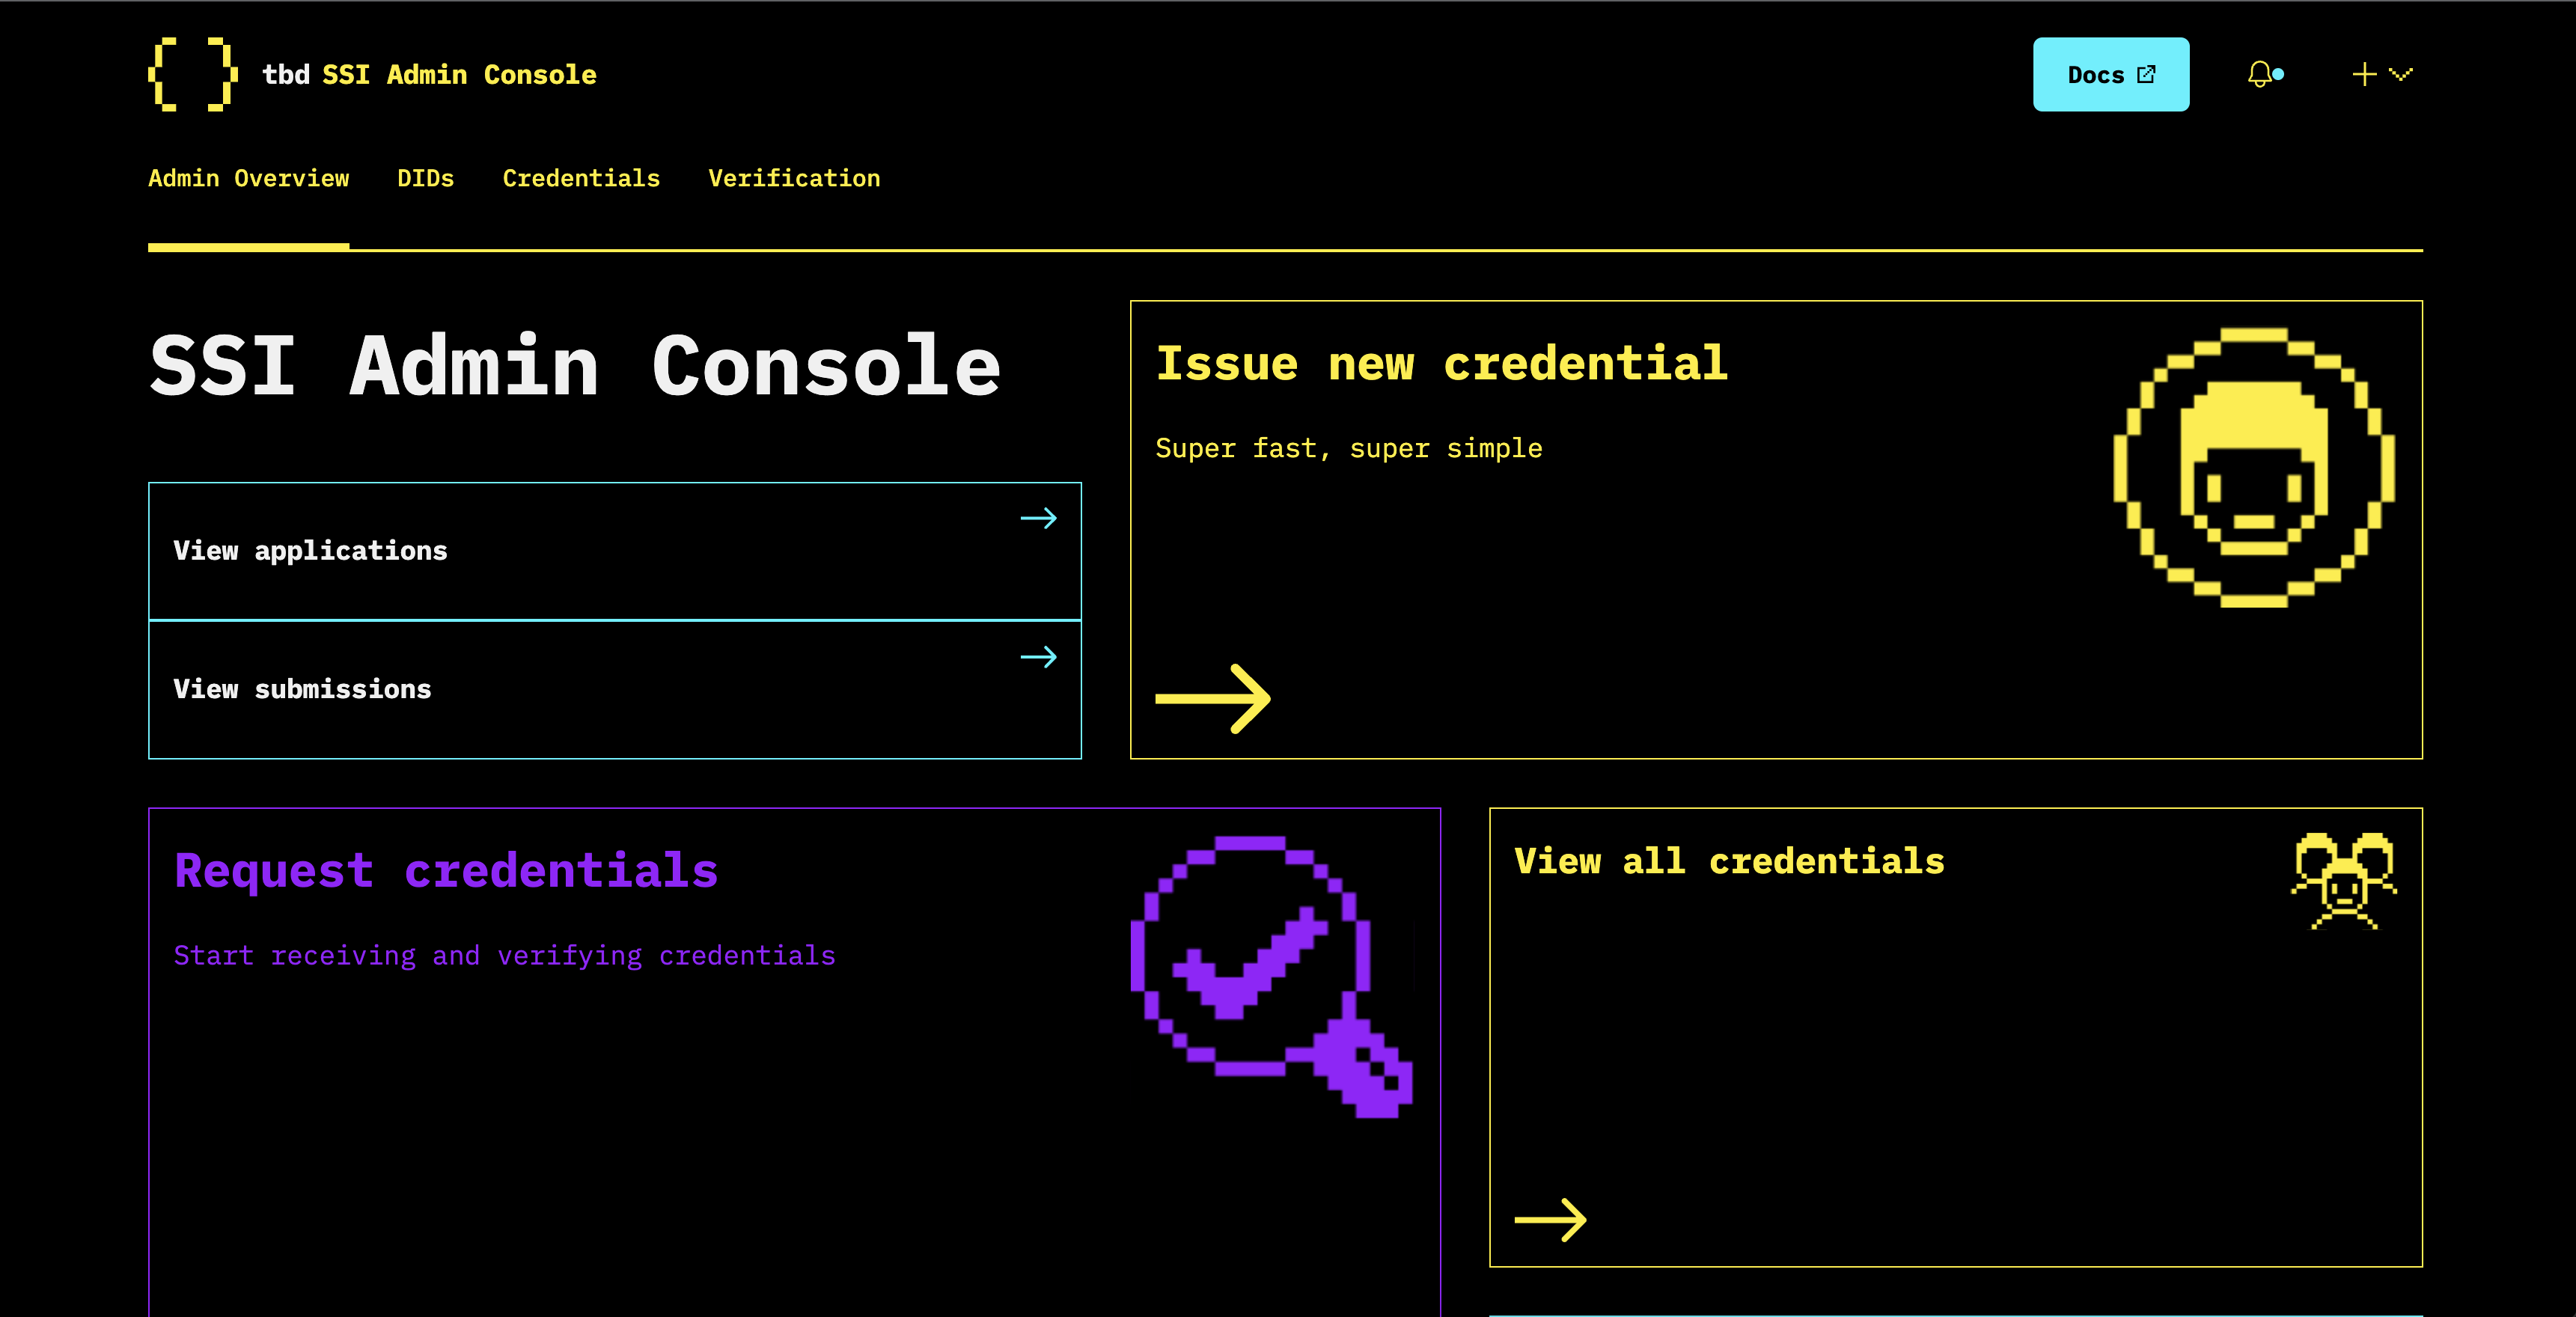 tbd SSI Admin Console
Docs
Admin Overview DIDs Credentials Verification
SSI Admin Console
View applications
View submissions
Issue new credential
Super fast, super simple
Request credentials
Start receiving and verifying credentials
View all credentials